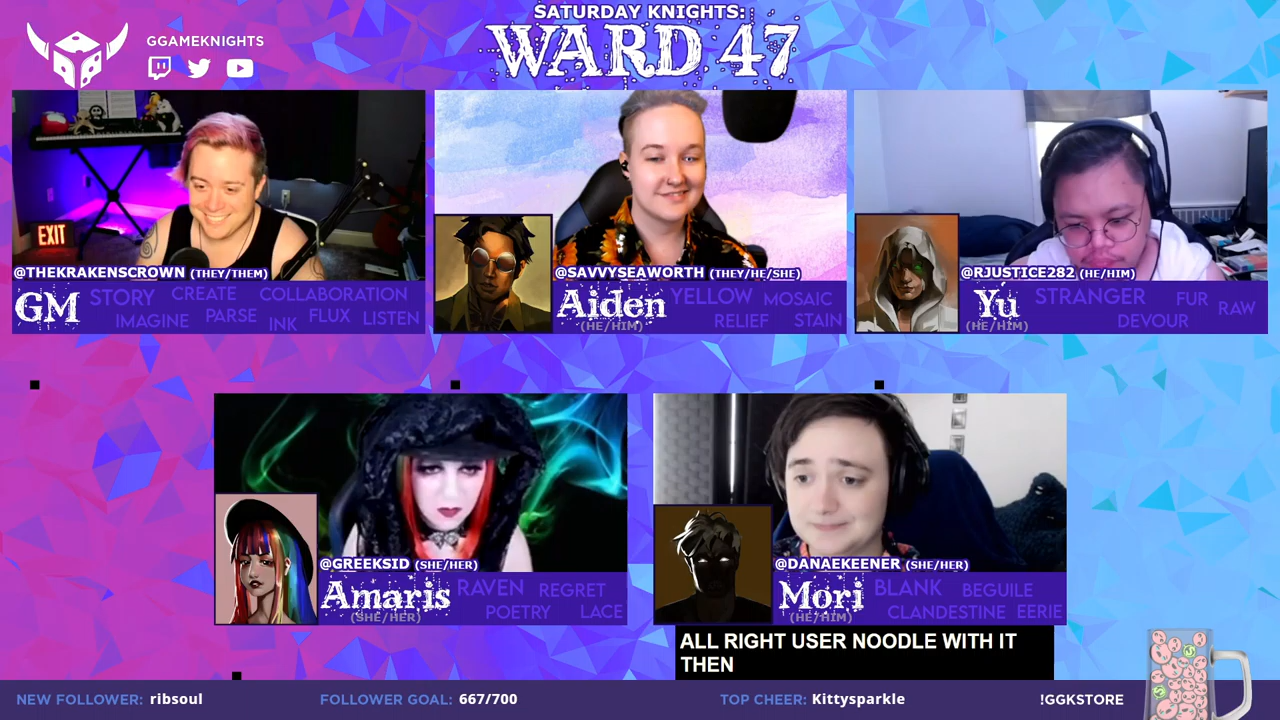 SATURDAY KNIGHTS:
WARD 47
GGAMEKNIGHTS
EXIT
@THEKRAKENSCROWN (THEY/THEM)
GM
STORY CREATE COLLABORATION
IMAGINE PARSE INK FLUX LISTEN
@SAVVYSEAWORTH (THEY/HE/SHE)
Aiden
(HE/HIM)
YELLOW MOSAIC
RELIEF STAIN
@RJUSTICE282 (HE/HIM)
Yu
(HE/HIM)
STRANGER FUR RAW
DEVOUR
@GREEKSID (SHE/HER)
Amaris
(SHE/HER)
RAVEN REGRET
POETRY LACE
@DANAEKEENER (SHE/HER)
Mori
(HE/HIM)
BLANK BEGUILE
CLANDESTINE EERIE
ALL RIGHT USER NOODLE WITH IT
THEN
NEW FOLLOWER: ribsoul
FOLLOWER GOAL: 667/700
TOP CHEER: Kittysparkle
!GGKSTORE